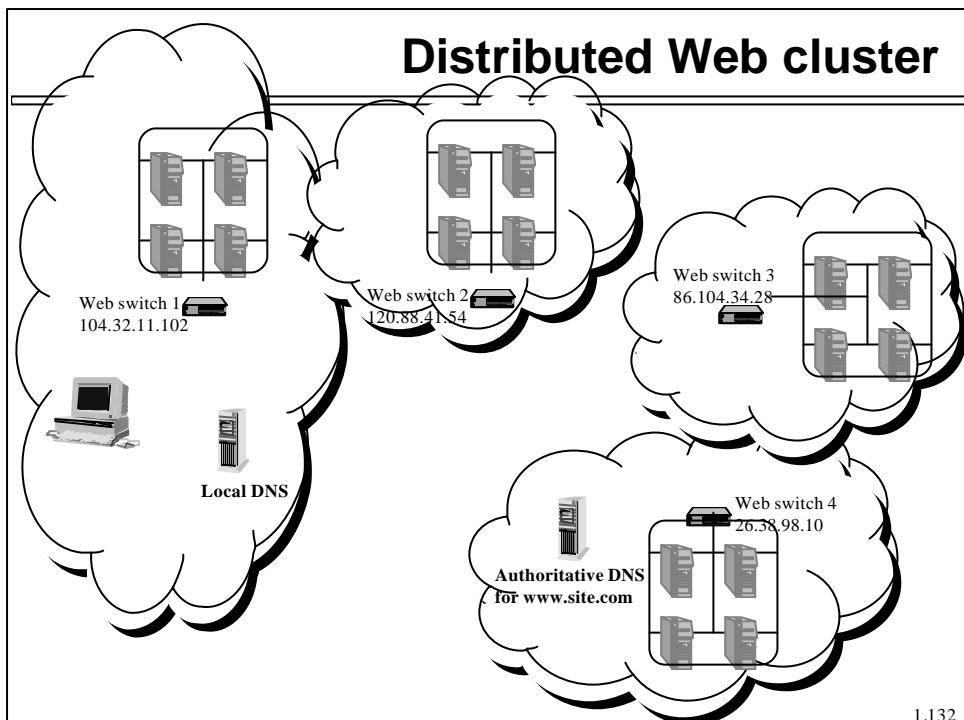 Distributed Web cluster
Web switch 1
104.32.11.102
Web switch 2
120.88.41.54
Web switch 3
86.104.34.28
Local DNS
Web switch 4
26.38.98.10
Authoritative DNS
for www.site.com
1.132